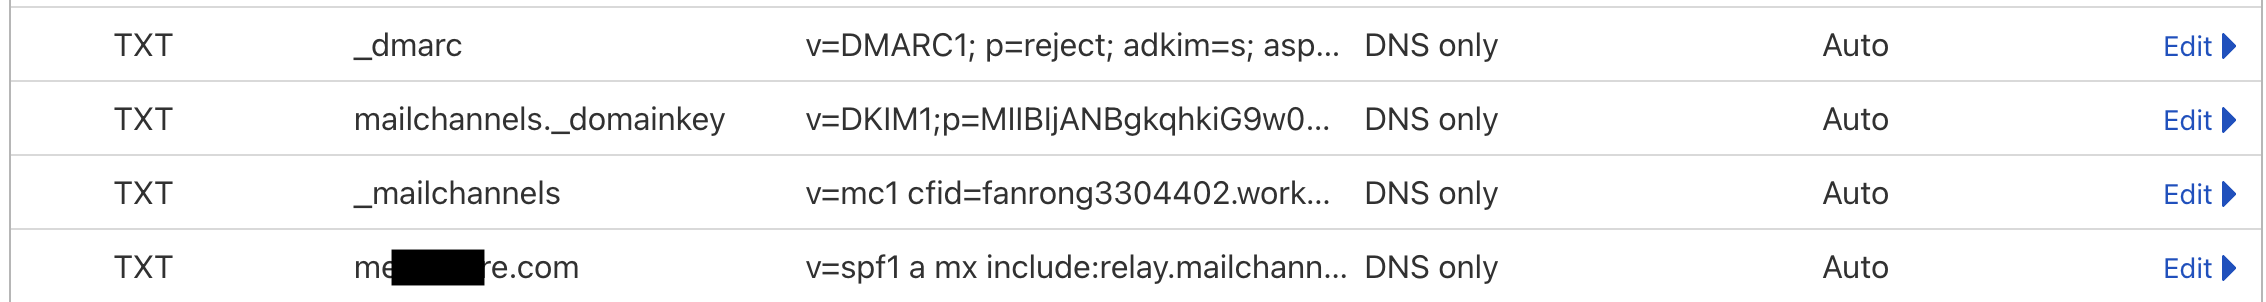 TXT _dmarc v=DMARC1; p=reject; adkim=s; asp... DNS only Auto Edit
TXT mailchannels._domainkey v=DKIM1;p=MIIBIjANBgkqhkiG9w0... DNS only Auto Edit
TXT _mailchannels v=mc1 cfid=fanrong3304402.work... DNS only Auto Edit
TXT me re.com v=spf1 a mx include:relay.mailchann... DNS only Auto Edit